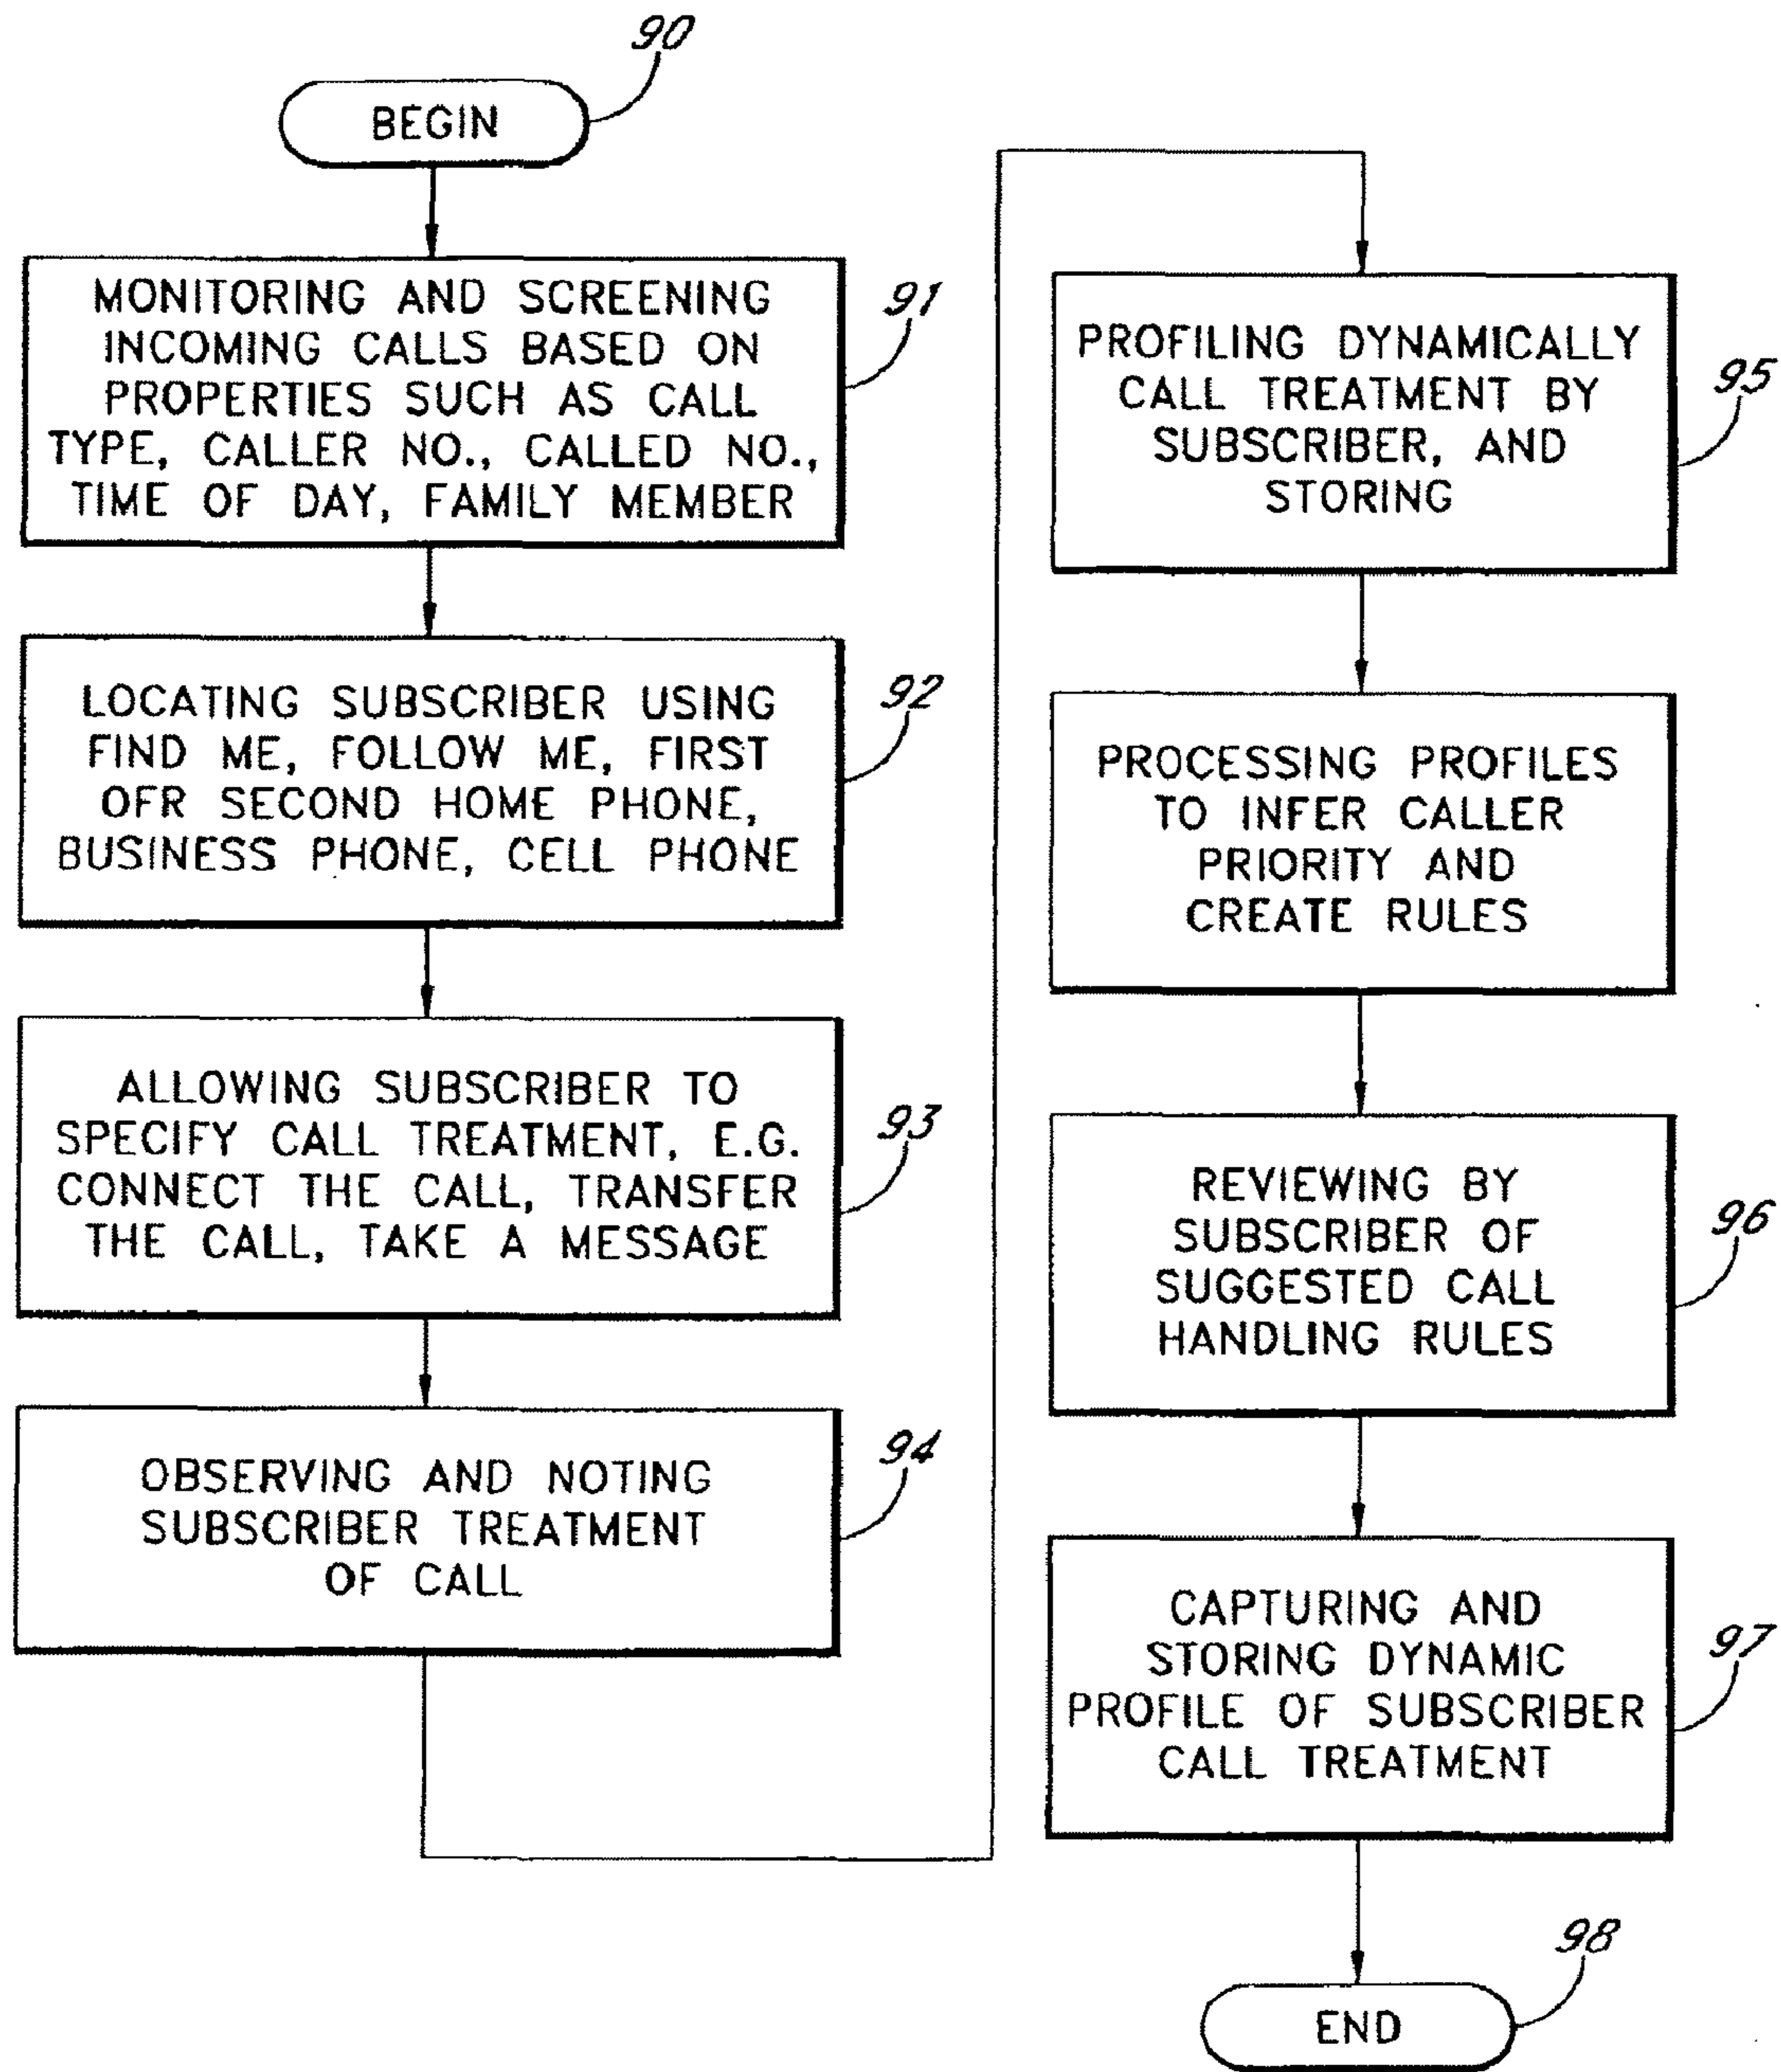 90
BEGIN
MONITORING AND SCREENING
INCOMING CALLS BASED ON
PROPERTIES SUCH AS CALL
TYPE, CALLER NO., CALLED NO.,
TIME OF DAY, FAMILY MEMBER
91
LOCATING SUBSCRIBER USING
FIND ME, FOLLOW ME, FIRST
OFR SECOND HOME PHONE,
BUSINESS PHONE, CELL PHONE
92
ALLOWING SUBSCRIBER TO
SPECIFY CALL TREATMENT, E.G.
CONNECT THE CALL, TRANSFER
THE CALL, TAKE A MESSAGE
93
OBSERVING AND NOTING
SUBSCRIBER TREATMENT
OF CALL
94
PROFILING DYNAMICALLY
CALL TREATMENT BY
SUBSCRIBER, AND
STORING
95
PROCESSING PROFILES
TO INFER CALLER
PRIORITY AND
CREATE RULES
REVIEWING BY
SUBSCRIBER OF
SUGGESTED CALL
HANDLING RULES
96
CAPTURING AND
STORING DYNAMIC
PROFILE OF SUBSCRIBER
CALL TREATMENT
97
98
END